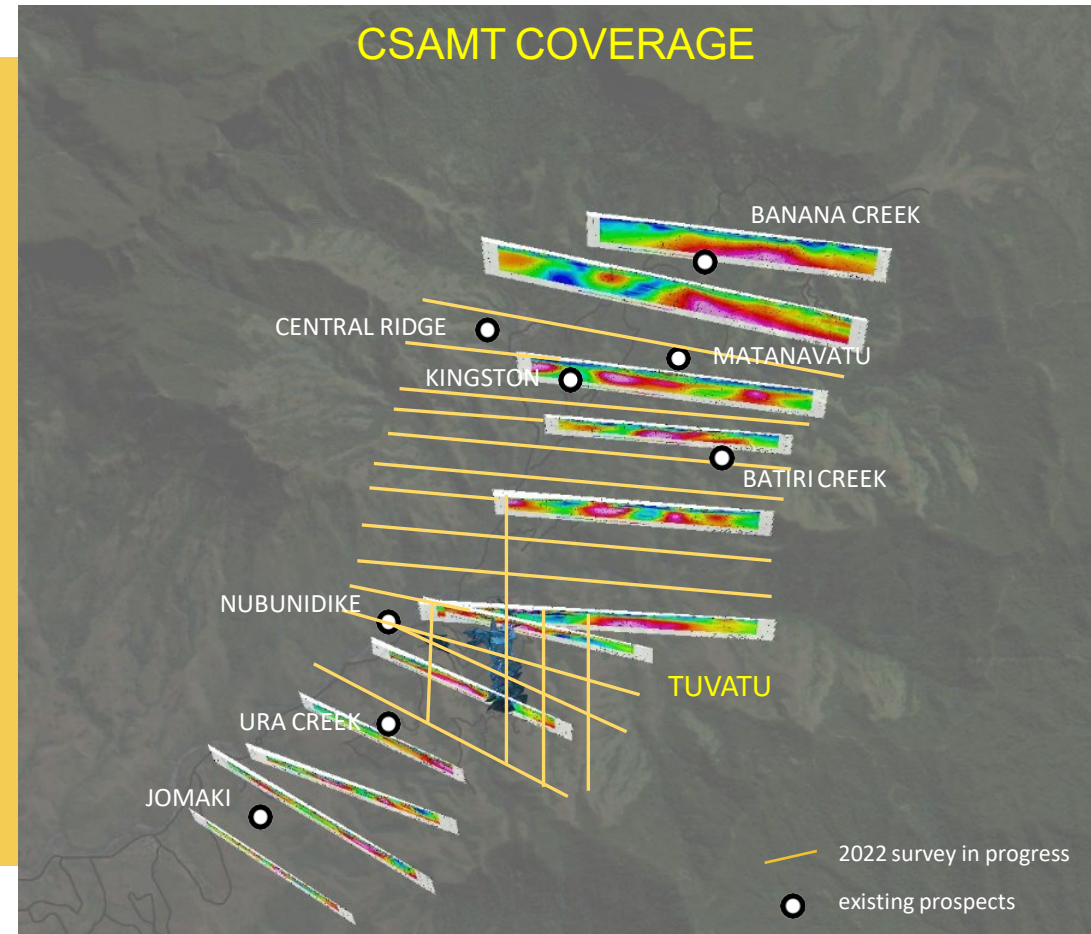 CSAMT COVERAGE
BANANA CREEK
CENTRAL RIDGE
MATANAVATU
KINGSTON
BATIRI CREEK
NUBUNIDIKE
TUVATU
URA CREEK
JOMAKI
2022 survey in progress
existing prospects